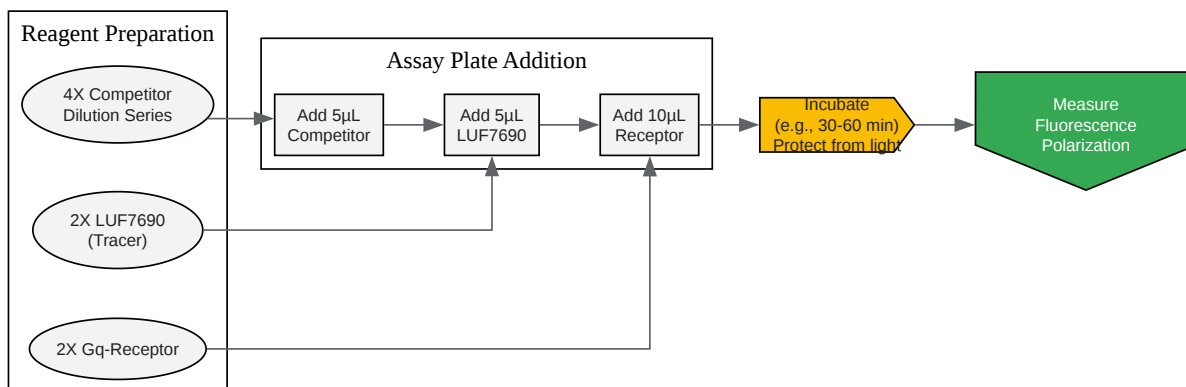 Reagent Preparation
4X Competitor
Dilution Series
2X LUF7690
(Tracer)
2X Gq-Receptor
Assay Plate Addition
Add 5µL
Competitor
Add 5µL
LUF7690
Add 10µL
Receptor
Incubate
(e.g., 30-60 min)
Protect from light
Measure
Fluorescence
Polarization